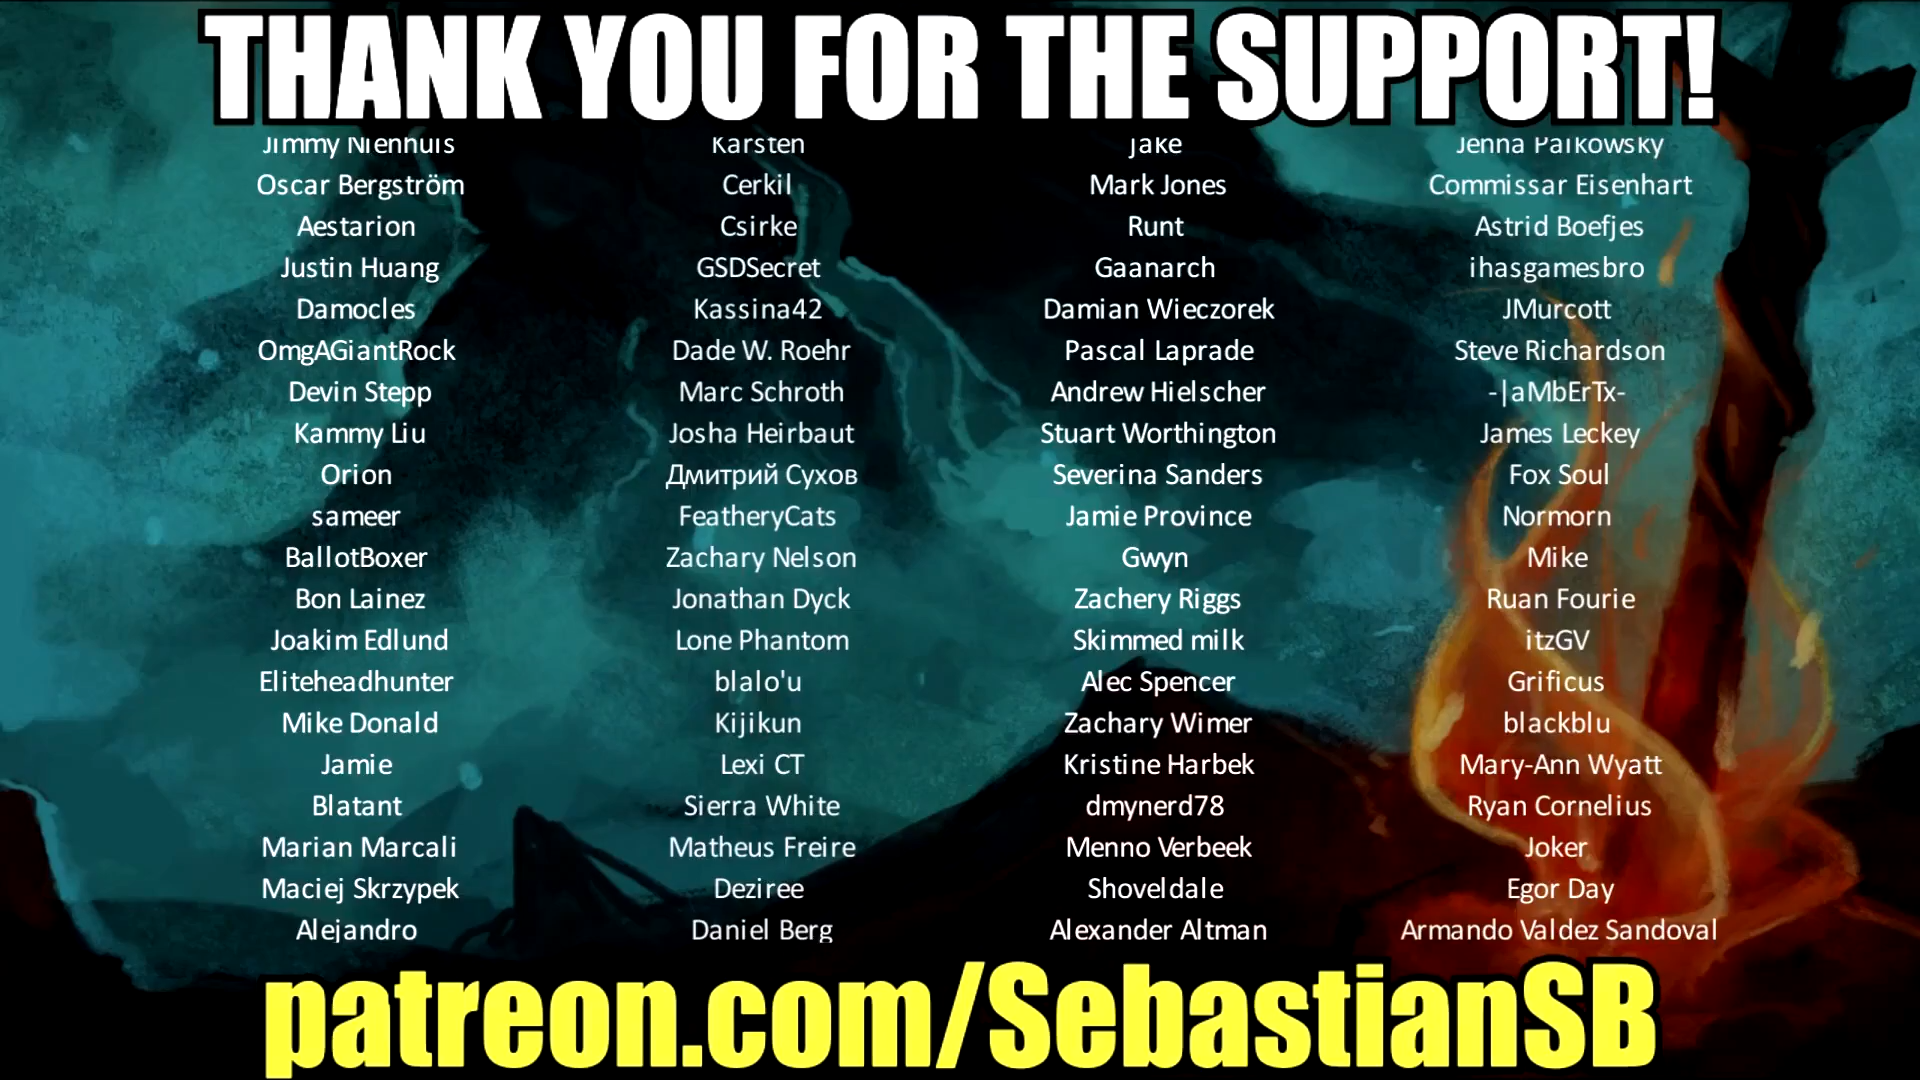 THANK YOU FOR THE SUPPORT!
Jimmy Nienhuis Karsten Jake Jenna Palkowsky
Oscar Bergström Cerkil Mark Jones Commissar Eisenhart
Aestarion Csirke Runt Astrid Boefjes
Justin Huang GSDSecret Gaanarch ihasgamesbro
Damocles Kassina42 Damian Wieczorek JMurcott
OmgAGiantRock Dade W. Roehr Pascal Laprade Steve Richardson
Devin Stepp Marc Schroth Andrew Hielscher -|aMbErTx-
Kammy Liu Josha Heirbaut Stuart Worthington James Leckey
Orion Дмитрий Сухов Severina Sanders Fox Soul
sameer FeatheryCats Jamie Province Normorn
BallotBoxer Zachary Nelson Gwyn Mike
Bon Lainez Jonathan Dyck Zachery Riggs Ruan Fourie
Joakim Edlund Lone Phantom Skimmed milk itzGV
Eliteheadhunter blalo'u Alec Spencer Grificus
Mike Donald Kijikun Zachary Wimer blackblu
Jamie Lexi CT Kristine Harbek Mary-Ann Wyatt
Blatant Sierra White dmynerd78 Ryan Cornelius
Marian Marcali Matheus Freire Menno Verbeek Joker
Maciej Skrzypek Deziree Shoveldale Egor Day
Alejandro Daniel Berg Alexander Altman Armando Valdez Sandoval
patreon.com/SebastianSB